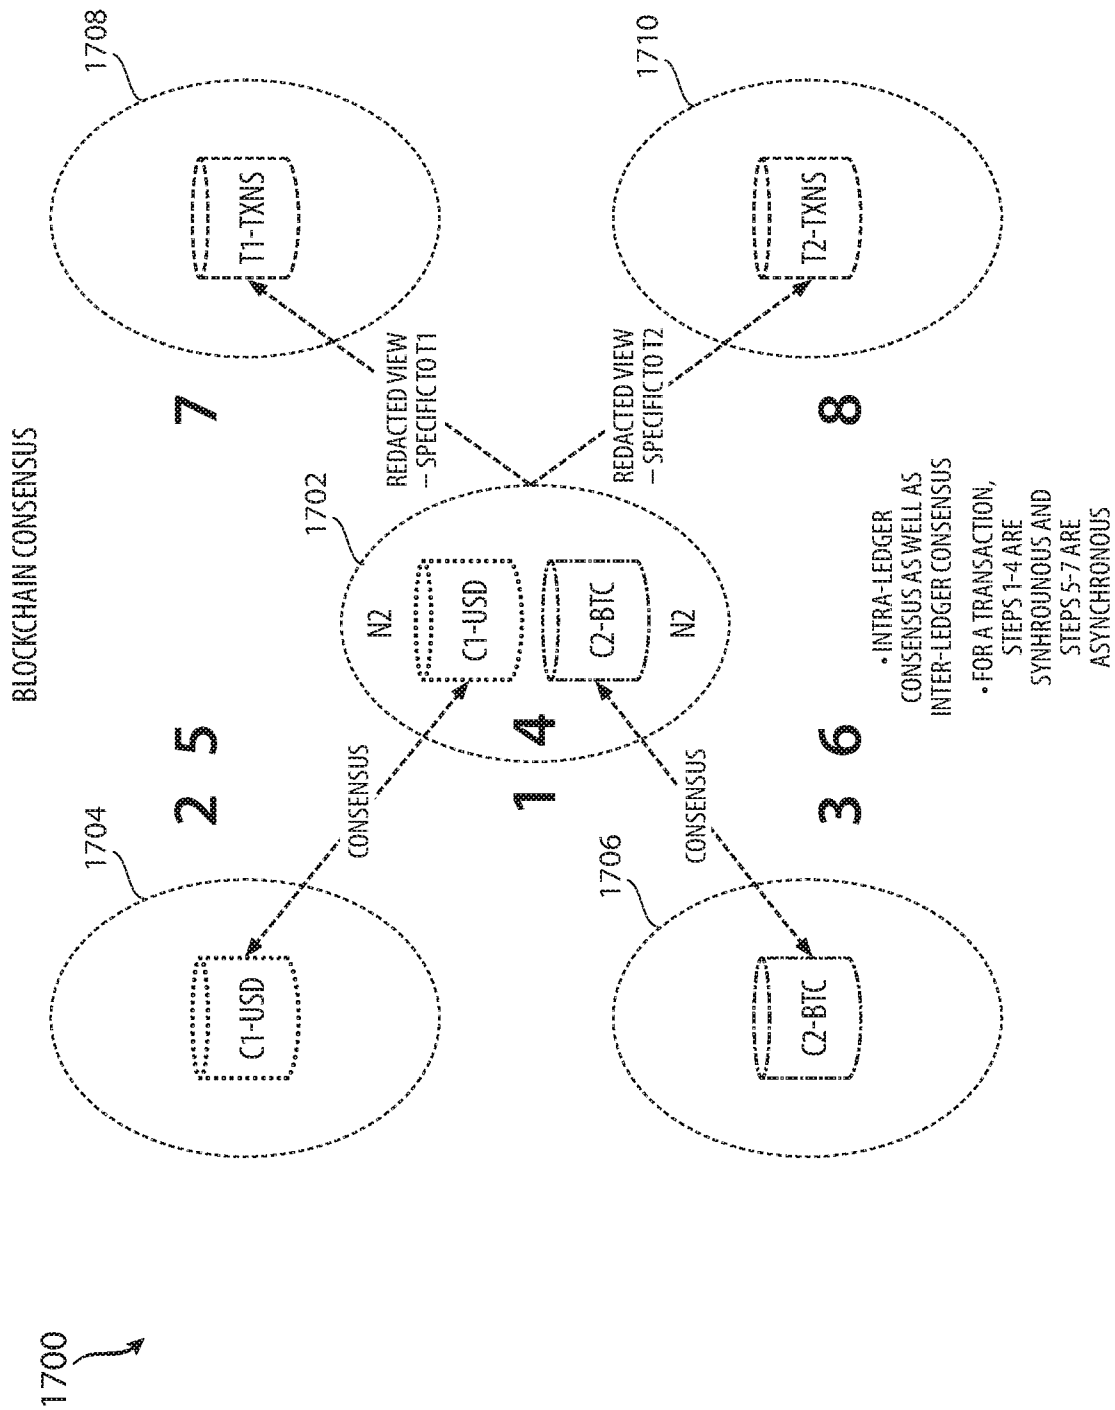 BLOCKCHAIN CONSENSUS
1700
1704
C1-USD
2 5
CONSENSUS
7
1708
T1-TXNS
REDACTED VIEW
– SPECIFIC TO T1
1702
N2
C1-USD
1 4
C2-BTC
N2
REDACTED VIEW
– SPECIFIC TO T2
1706
C2-BTC
CONSENSUS
3 6
8
1710
T2-TXNS
• INTRA-LEDGER
CONSENSUS AS WELL AS
INTER-LEDGER CONSENSUS
• FOR A TRANSACTION,
STEPS 1-4 ARE
SYNHROUNOUS AND
STEPS 5-7 ARE
ASYNCHRONOUS